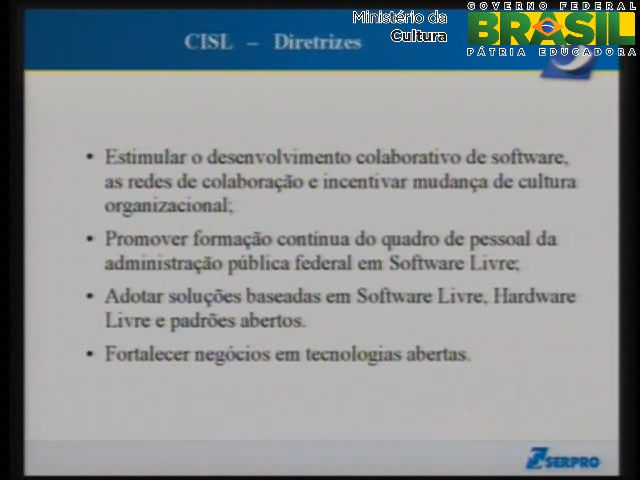 Ministério da
Cultura
GOVERNO FEDERAL
BRASIL
PÁTRIA EDUCADORA
CISL – Diretrizes
• Estimular o desenvolvimento colaborativo de software,
as redes de colaboração e incentivar mudança de cultura
organizacional;
• Promover formação contínua do quadro de pessoal da
administração pública federal em Software Livre;
• Adotar soluções baseadas em Software Livre, Hardware
Livre e padrões abertos.
• Fortalecer negócios em tecnologias abertas.
SERPRO